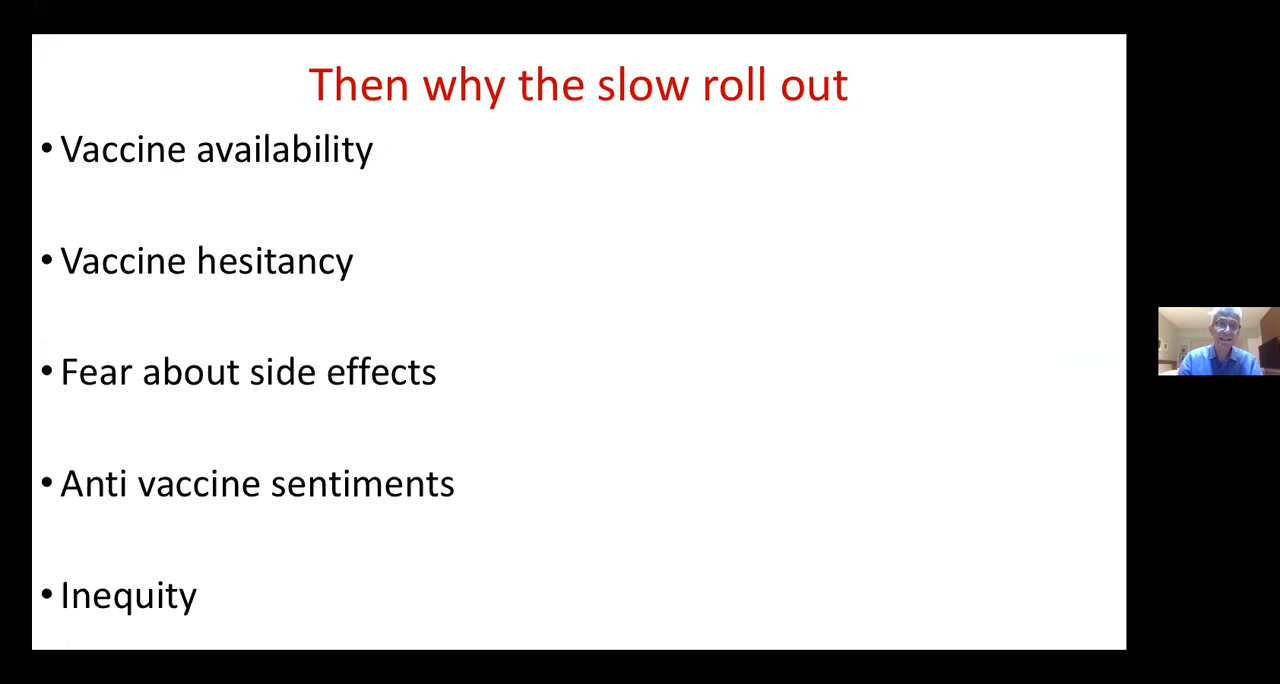 Then why the slow roll out
• Vaccine availability
• Vaccine hesitancy
• Fear about side effects
• Anti vaccine sentiments
• Inequity